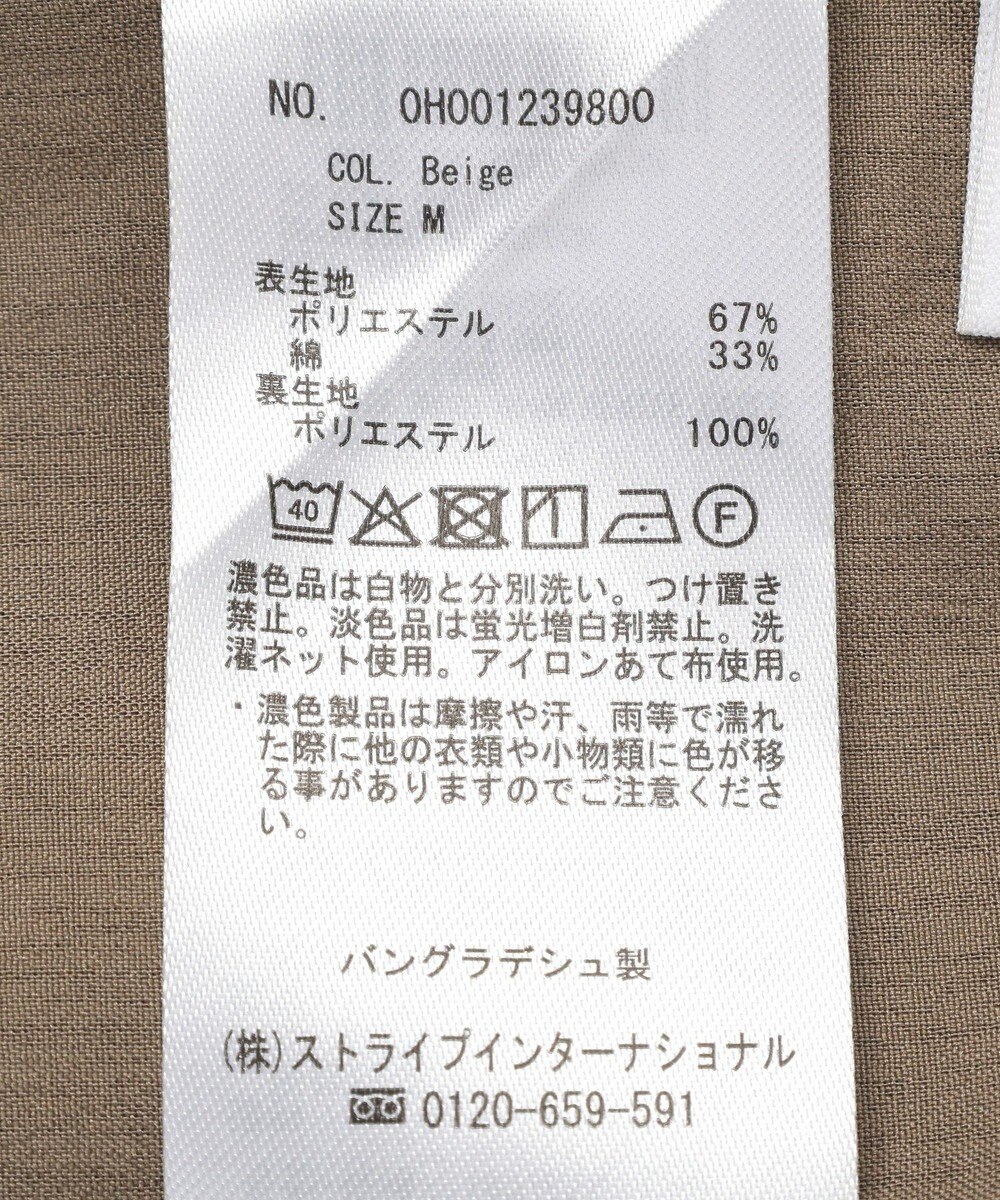 NO. 0H001239800
COL. Beige
SIZE M
表生地
ポリエステル 67%
綿 33%
裏生地
ポリエステル 100%
40 F
濃色品は白物と分別洗い。つけ置き
禁止。淡色品は蛍光増白剤禁止。洗
濯ネット使用。アイロンあて布使用。
・濃色製品は摩擦や汗、雨等で濡れ
た際に他の衣類や小物類に色が移
る事がありますのでご注意くださ
い。
バングラデシュ製
(株)ストライプインターナショナル
0120-659-591